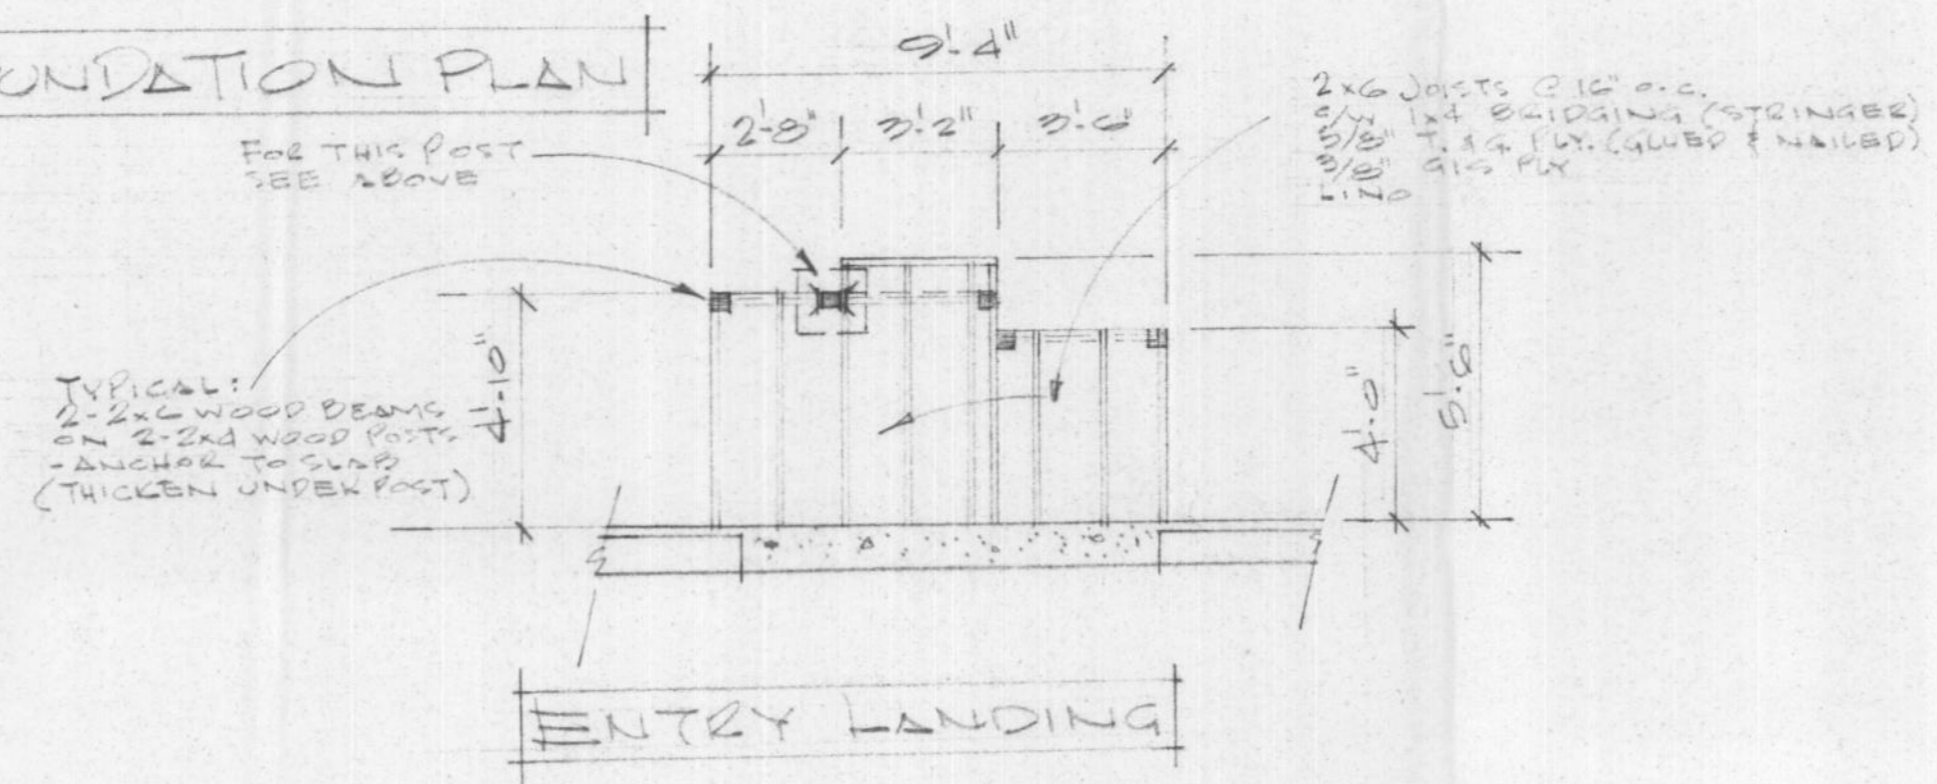 UNDATION PLAN
9'-4"
2'-8" 3'-2" 3'-6"
FOR THIS POST
SEE ABOVE
2x6 JOISTS @ 16" O.C.
C/W 1x4 BRIDGING (STRINGER)
5/8" T. & G. PLY. (GLUED & NAILED)
3/8" G1S PLY
LINO
TYPICAL:
2-2x6 WOOD BEAMS
ON 2-2x4 WOOD POSTS
- ANCHOR TO SLAB
(THICKEN UNDER POST)
4'-10"
4'-0"
5'-6"
ENTRY LANDING